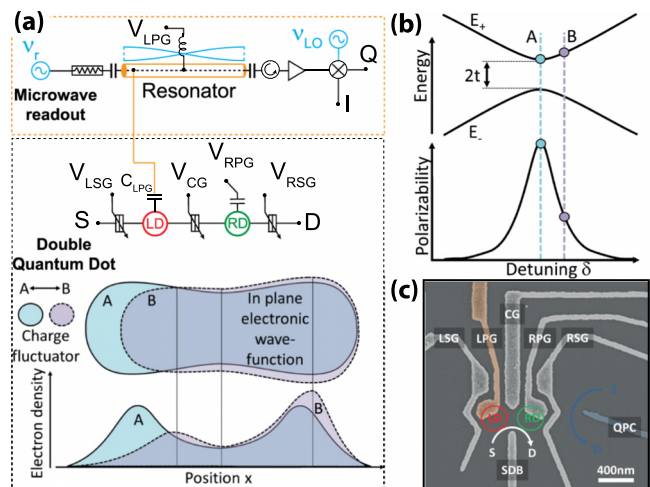 (a)
V_LPG
ν_r
ν_LO
Q
Microwave
readout
Resonator
I
V_LSG
C_LPG
V_CG
V_RPG
V_RSG
S
LD
RD
D
Double
Quantum Dot
A
B
Charge
fluctuator
A
B
In plane
electronic
wave-
function
Electron density
A
B
Position x
(b)
E_+
A
B
Energy
2t
E_-
Polarizability
Detuning δ
(c)
CG
LSG
LPG
RPG
RSG
LD
RD
QPC
S
D
SDB
400nm